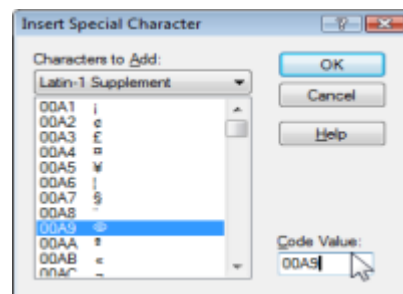 Insert Special Character
Characters to Add:
Latin-1 Supplement
OK
Cancel
Help
00A1 ¡
00A2 ¢
00A3 £
00A4 ¤
00A5 ¥
00A6 ¦
00A7 §
00A8 ¨
00A9 ©
00AA ª
00AB «
00AC ¬
Code Value:
00A9